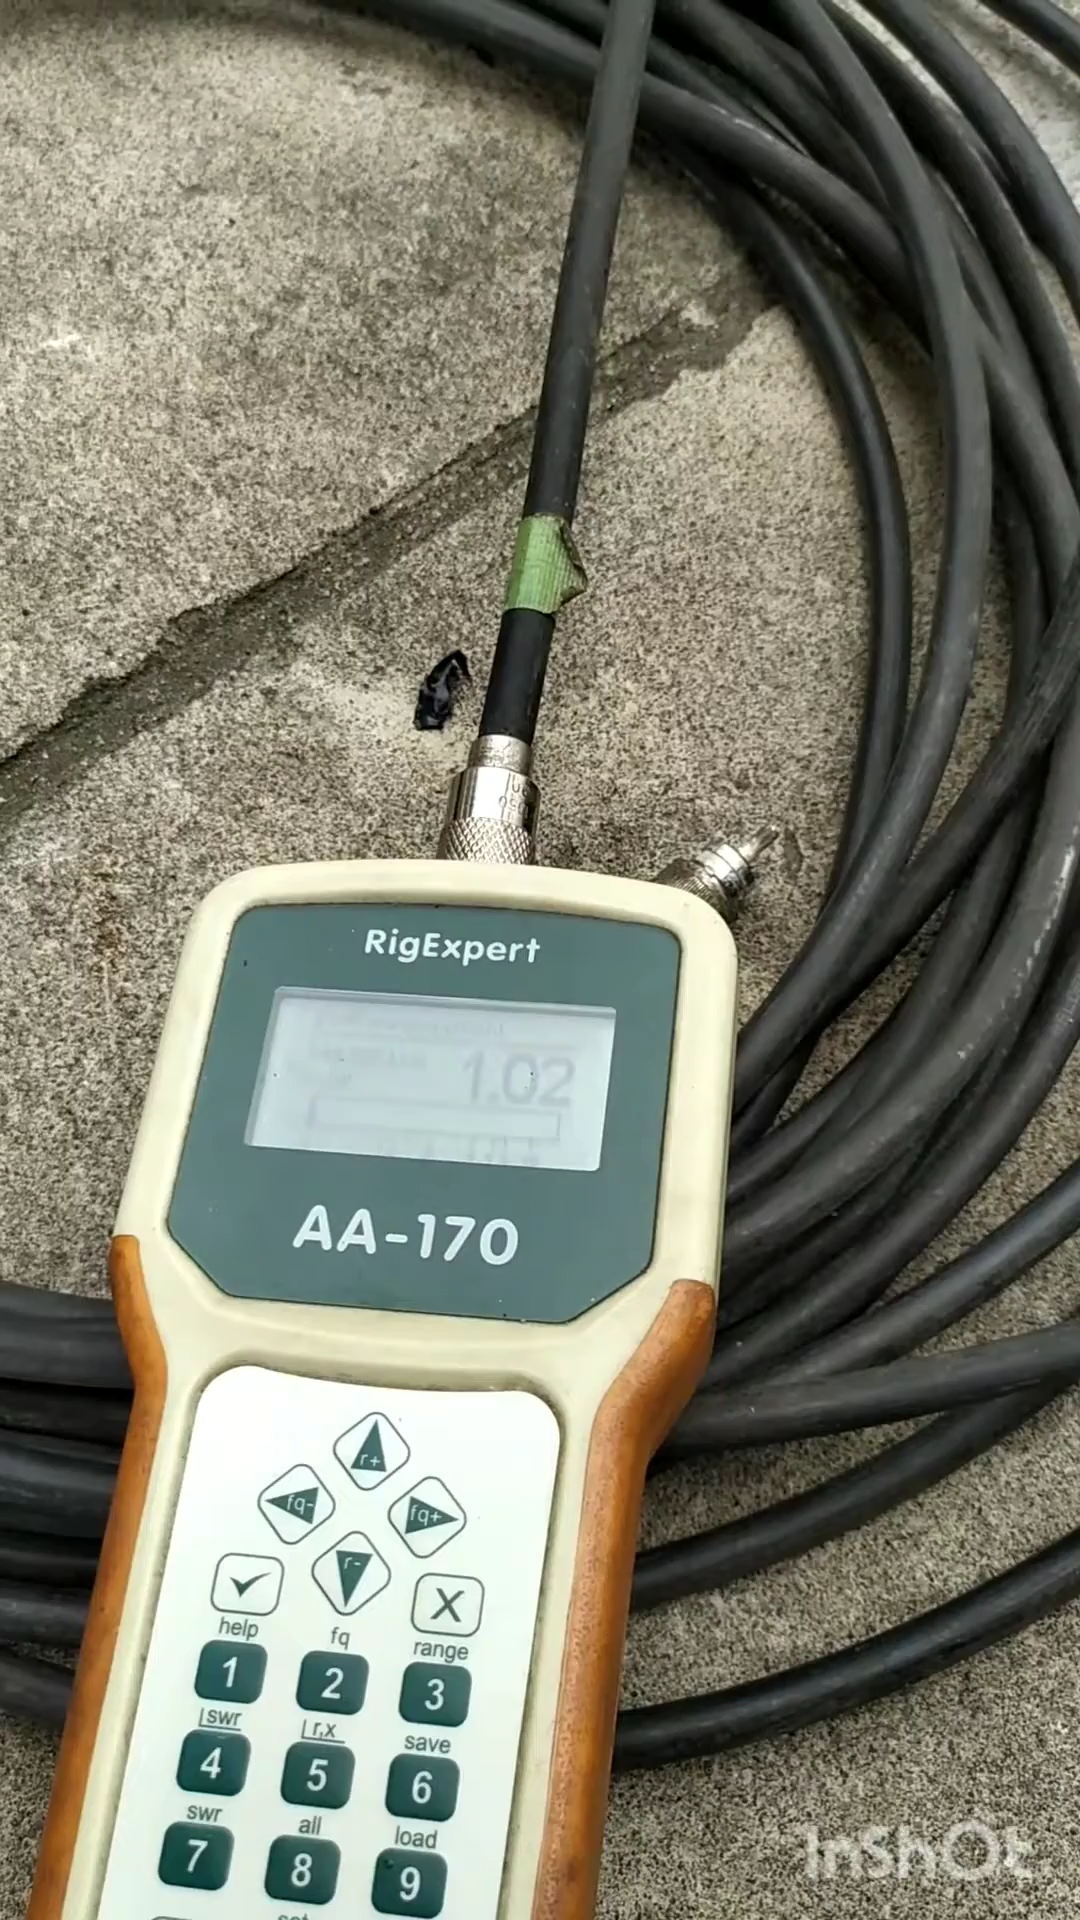 RigExpert
1.02
AA-170
r+
fq-
fq+
r-
X
help
fq
range
1
2
3
swr
r,x
save
4
5
6
swr
all
load
7
8
9
InShOt